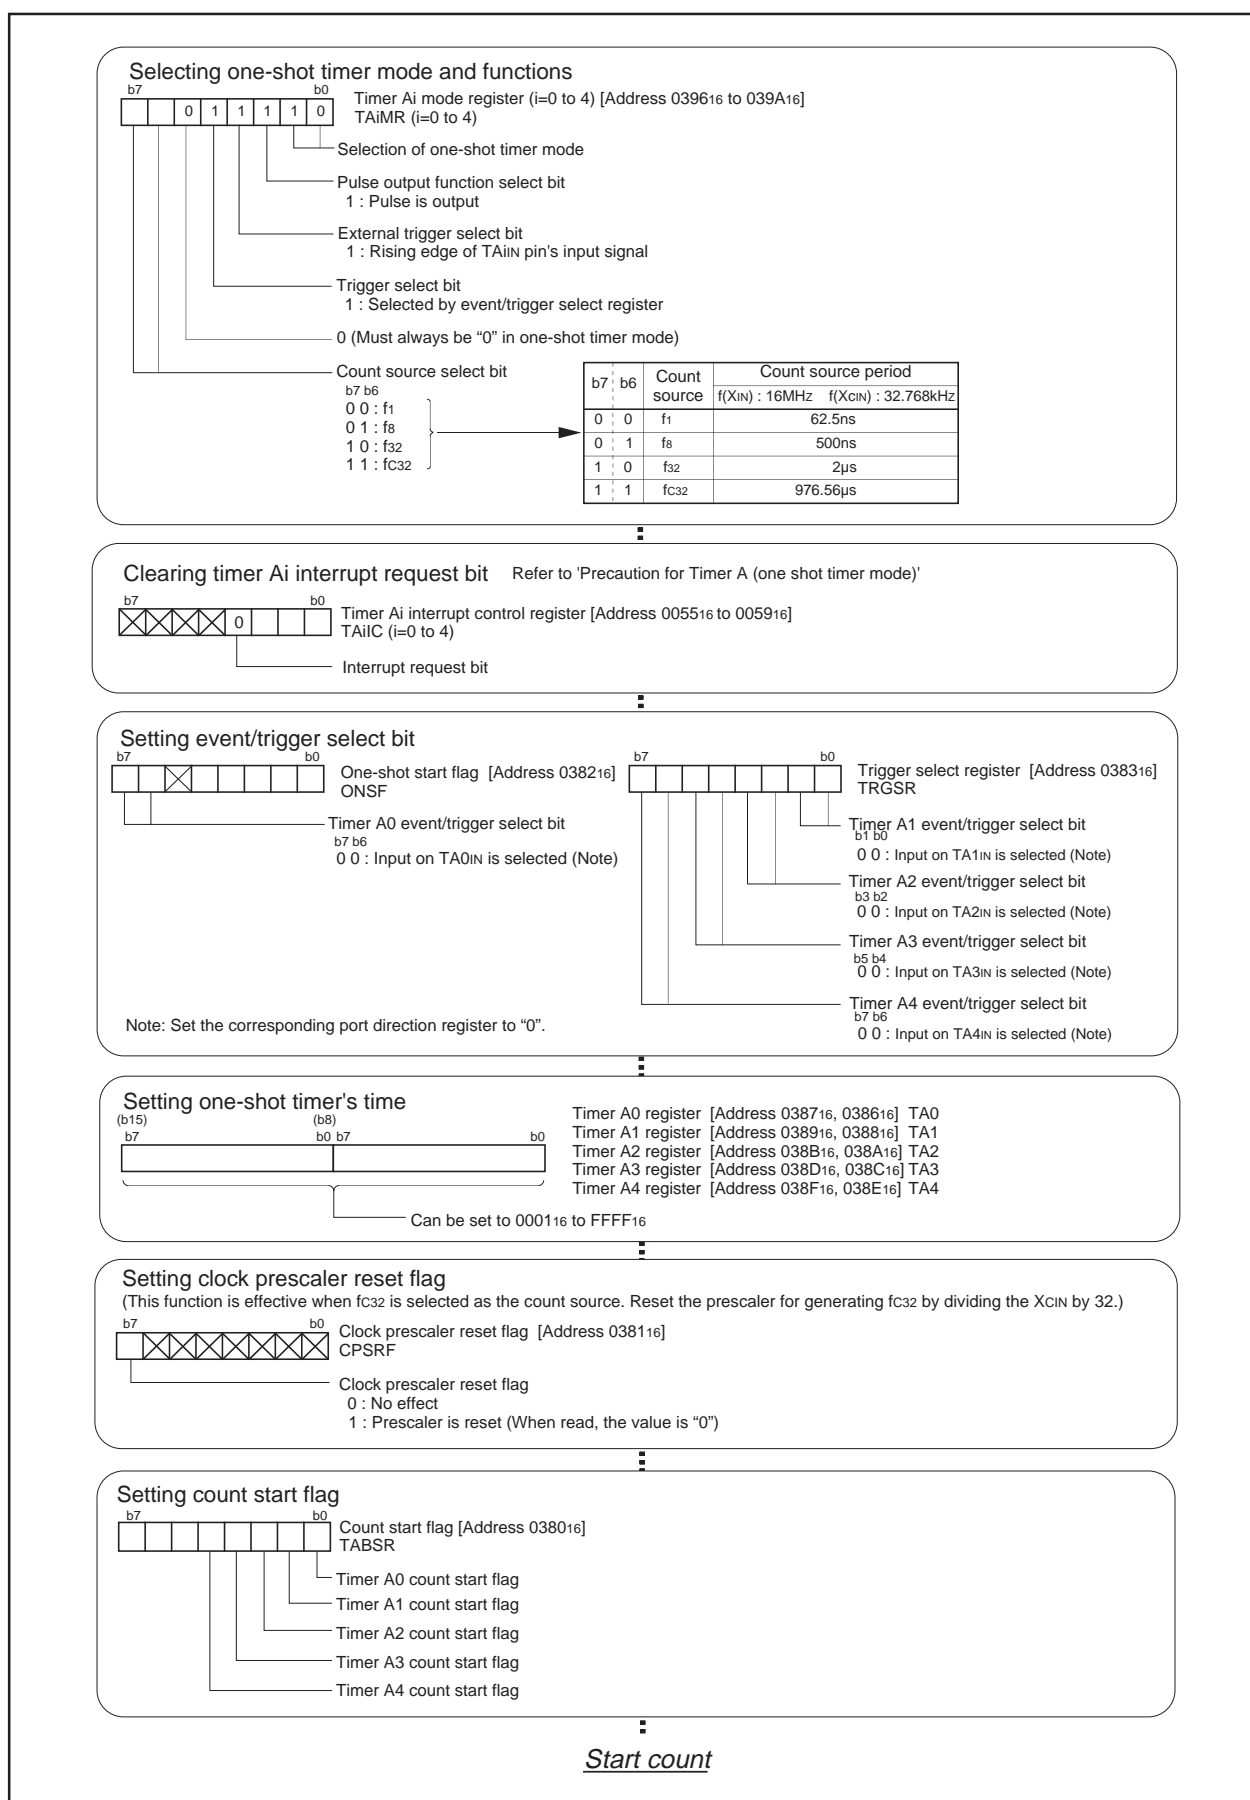 Selecting one-shot timer mode and functions
b7 b0
0 1 1 1 1 0
Timer Ai mode register (i=0 to 4) [Address 039616 to 039A16]
TAiMR (i=0 to 4)
Selection of one-shot timer mode
Pulse output function select bit
1 : Pulse is output
External trigger select bit
1 : Rising edge of TAiIN pin's input signal
Trigger select bit
1 : Selected by event/trigger select register
0 (Must always be “0” in one-shot timer mode)
Count source select bit
b7 b6
0 0 : f1
0 1 : f8
1 0 : f32
1 1 : fC32
b7 b6 Count source Count source period
f(XIN) : 16MHZ f(XCIN) : 32.768kHZ
0 0 f1 62.5ns
0 1 f8 500ns
1 0 f32 2µs
1 1 fC32 976.56µs
Clearing timer Ai interrupt request bit Refer to 'Precaution for Timer A (one shot timer mode)'
b7 b0
0
Timer Ai interrupt control register [Address 005516 to 005916]
TAiIC (i=0 to 4)
Interrupt request bit
Setting event/trigger select bit
b7 b0
One-shot start flag [Address 038216]
ONSF
Timer A0 event/trigger select bit
b7 b6
0 0 : Input on TA0IN is selected (Note)
b7 b0
Trigger select register [Address 038316]
TRGSR
Timer A1 event/trigger select bit
b1 b0
0 0 : Input on TA1IN is selected (Note)
Timer A2 event/trigger select bit
b3 b2
0 0 : Input on TA2IN is selected (Note)
Timer A3 event/trigger select bit
b5 b4
0 0 : Input on TA3IN is selected (Note)
Timer A4 event/trigger select bit
b7 b6
0 0 : Input on TA4IN is selected (Note)
Note: Set the corresponding port direction register to “0”.
Setting one-shot timer's time
(b15) (b8)
b7 b0 b7 b0
Timer A0 register [Address 038716, 038616] TA0
Timer A1 register [Address 038916, 038816] TA1
Timer A2 register [Address 038B16, 038A16] TA2
Timer A3 register [Address 038D16, 038C16] TA3
Timer A4 register [Address 038F16, 038E16] TA4
Can be set to 000116 to FFFF16
Setting clock prescaler reset flag
(This function is effective when fC32 is selected as the count source. Reset the prescaler for generating fC32 by dividing the XCIN by 32.)
b7 b0
Clock prescaler reset flag [Address 038116]
CPSRF
Clock prescaler reset flag
0 : No effect
1 : Prescaler is reset (When read, the value is “0”)
Setting count start flag
b7 b0
Count start flag [Address 038016]
TABSR
Timer A0 count start flag
Timer A1 count start flag
Timer A2 count start flag
Timer A3 count start flag
Timer A4 count start flag
Start count